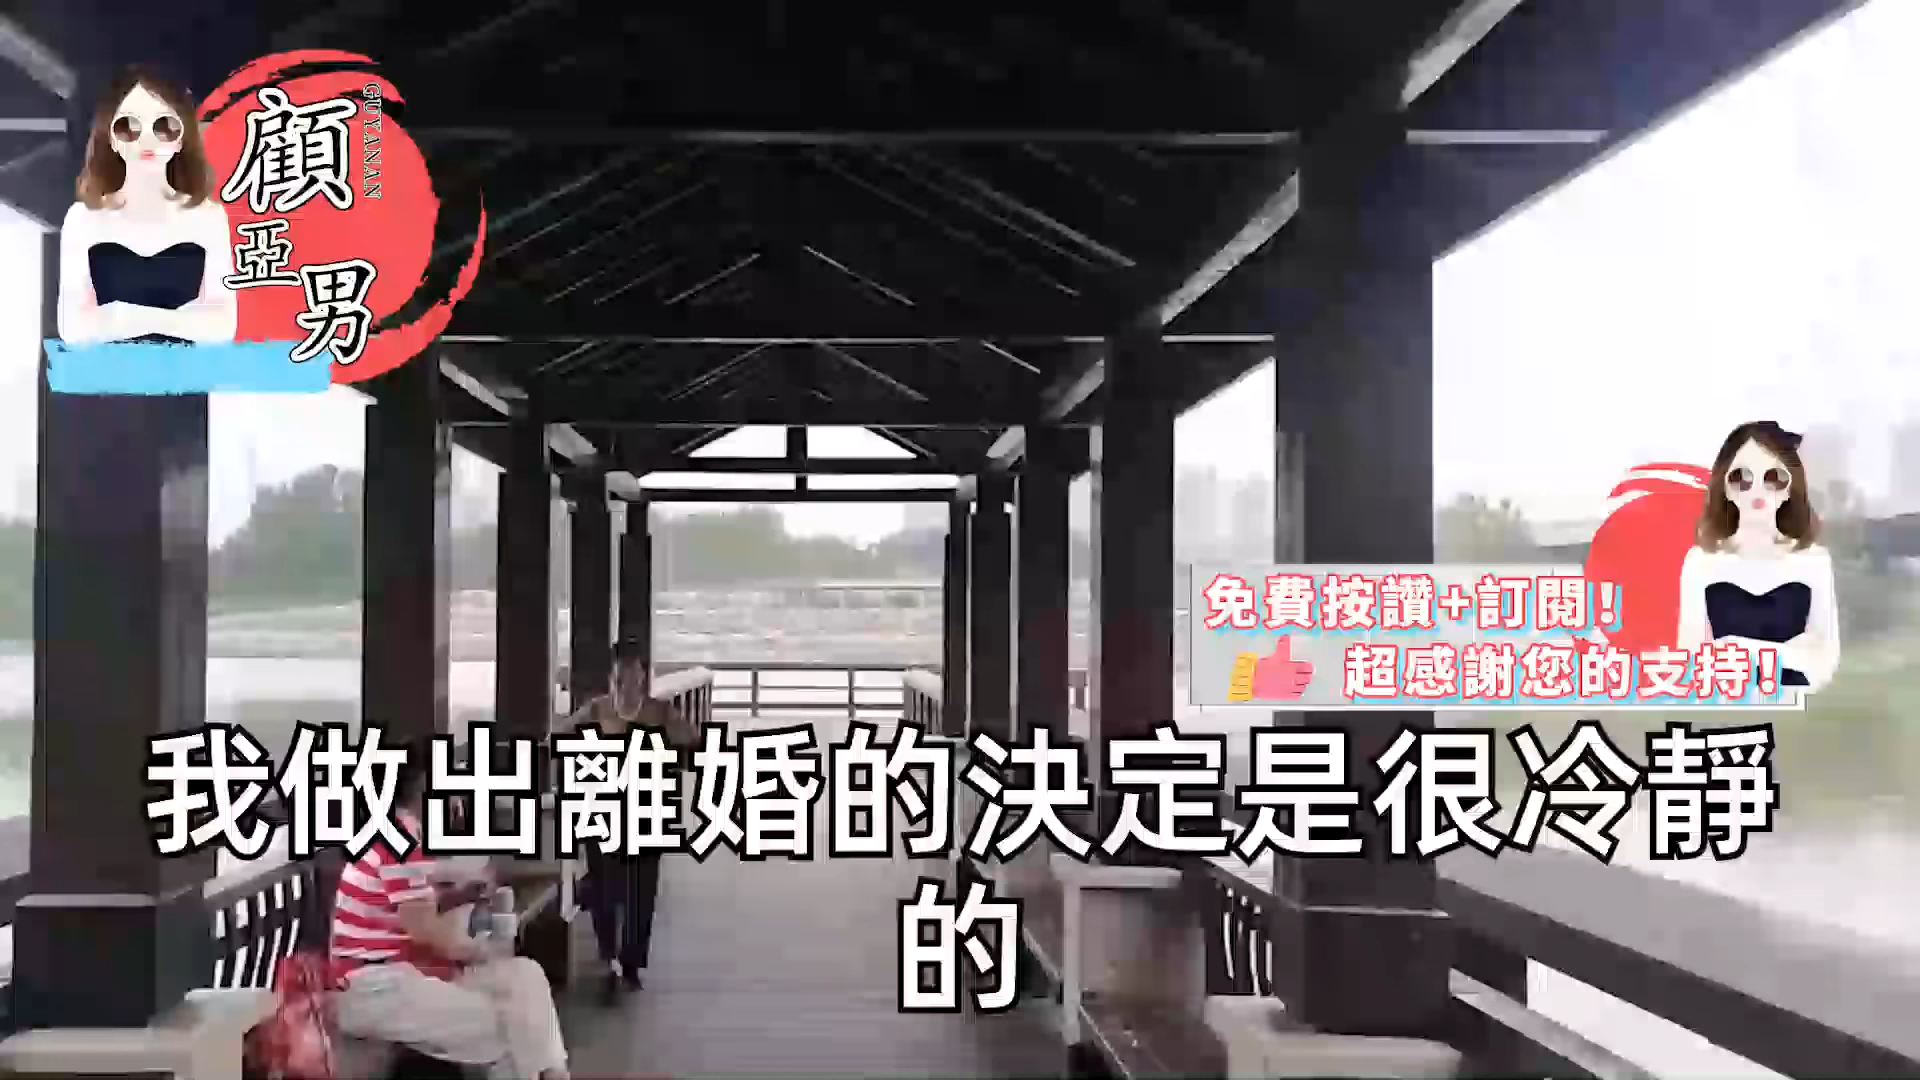 顧亞男
GUYANAN
免費按讚+訂閱！
超感謝您的支持！
我做出離婚的決定是很冷靜
的